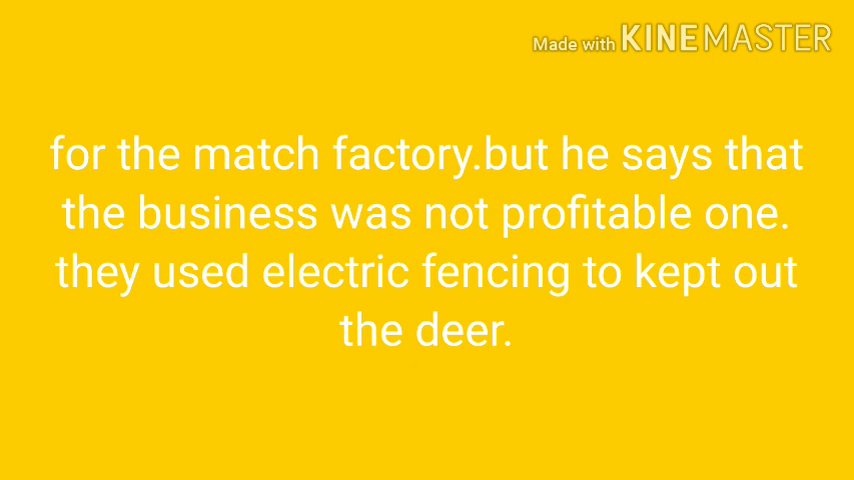 Made with KINEMASTER
for the match factory.but he says that
the business was not profitable one.
they used electric fencing to kept out
the deer.